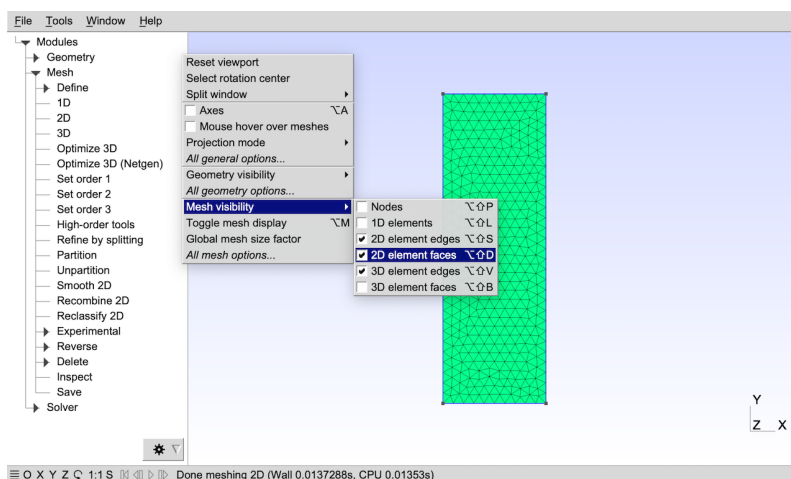 File Tools Window Help
Modules
Geometry
Mesh
Define
1D
2D
3D
Optimize 3D
Optimize 3D (Netgen)
Set order 1
Set order 2
Set order 3
High-order tools
Refine by splitting
Partition
Unpartition
Smooth 2D
Recombine 2D
Reclassify 2D
Experimental
Reverse
Delete
Inspect
Save
Solver
Reset viewport
Select rotation center
Split window
Axes ⌥A
Mouse hover over meshes
Projection mode
All general options...
Geometry visibility
All geometry options...
Mesh visibility
Toggle mesh display ⌥M
Global mesh size factor
All mesh options...
Nodes ⌥⇧P
1D elements ⌥⇧L
2D element edges ⌥⇧S
2D element faces ⌥⇧D
3D element edges ⌥⇧V
3D element faces ⌥⇧B
Y
Z X
O X Y Z 1:1 S Done meshing 2D (Wall 0.0137288s, CPU 0.01353s)